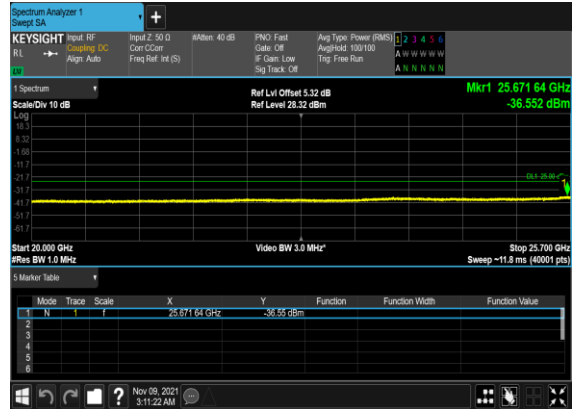 Spectrum Analyzer 1
Swept SA
+
KEYSIGHT Input: RF Input Z: 50 Ω #Atten: 40 dB PNO: Fast Avg Type: Power (RMS) 1 2 3 4 5 6
RL Coupling: DC Corr CCorr Gate: Off Avg|Hold: 100/100 A W W W W W
Align: Auto Freq Ref: Int (S) IF Gain: Low Trig: Free Run
Sig Track: Off A N N N N N
1 Spectrum Ref Lvl Offset 5.32 dB Mkr1 25.671 64 GHz
Scale/Div 10 dB Ref Level 28.32 dBm -36.552 dBm
Log
18.3
8.32
-1.68
-11.7
-21.7
-31.7
-41.7
-51.7
-61.7
1
Start 20.000 GHz Video BW 3.0 MHz* Stop 25.700 GHz
#Res BW 1.0 MHz Sweep ~11.8 ms (40001 pts)
5 Marker Table
Mode Trace Scale X Y Function Function Width Function Value
1 N 1 f 25.671 64 GHz -36.55 dBm
2
3
4
5
6
? Nov 09, 2021
3:11:22 AM